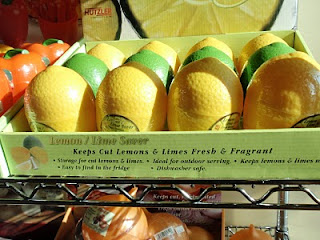 HUTZLER
Lemon / Lime Saver
Keeps Cut Lemons & Limes Fresh & Fragrant
• Storage for cut lemons & limes. • Ideal for outdoor serving. • Keeps lemons & limes
• Easy to find in the fridge • Dishwasher safe.